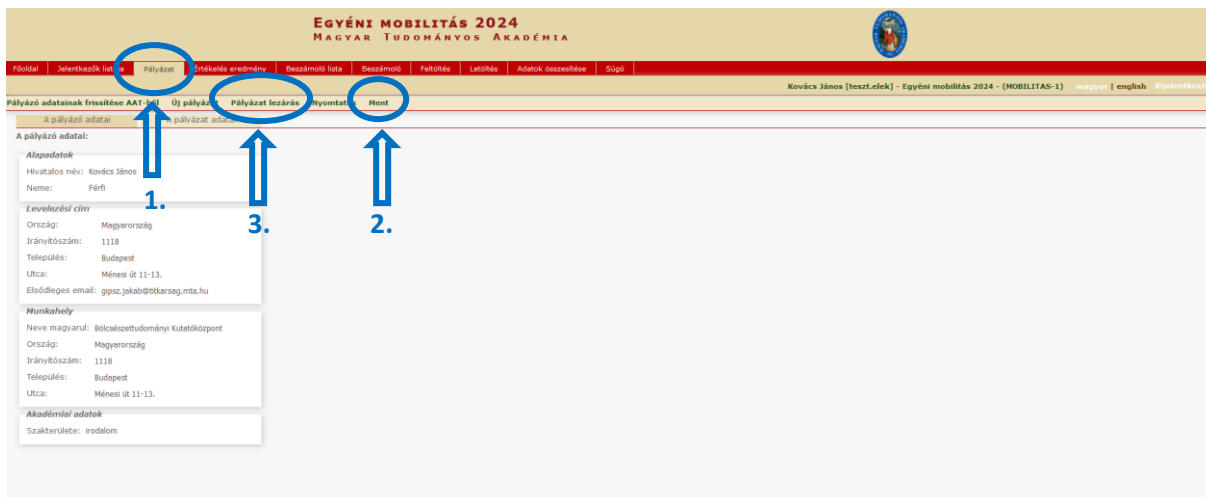 EGYÉNI MOBILITÁS 2024
MAGYAR TUDOMÁNYOS AKADÉMIA
Főoldal Jelentkezők listája Pályázat Értékelés eredmény Beszámoló lista Beszámoló Feltöltés Letöltés Adatok összesítése Súgó
Kovács János [teszt.elek] - Egyéni mobilitás 2024 - (MOBILITAS-1) magyar | english Kijelentkezés
Pályázó adatainak frissítése AAT-ból Új pályázat Pályázat lezárás Nyomtatás Ment
A pályázó adatai A pályázat adatai
A pályázó adatai:
Alapadatok
Hivatalos név: Kovács János
Neme: Férfi
1.
Levelezési cím
Ország: Magyarország
3.
2.
Irányítószám: 1118
Település: Budapest
Utca: Ménesi út 11-13.
Elsődleges email: gipsz.jakab@titkarsag.mta.hu
Munkahely
Neve magyarul: Bölcsészettudományi Kutatóközpont
Ország: Magyarország
Irányítószám: 1118
Település: Budapest
Utca: Ménesi út 11-13.
Akadémiai adatok
Szakterülete: irodalom